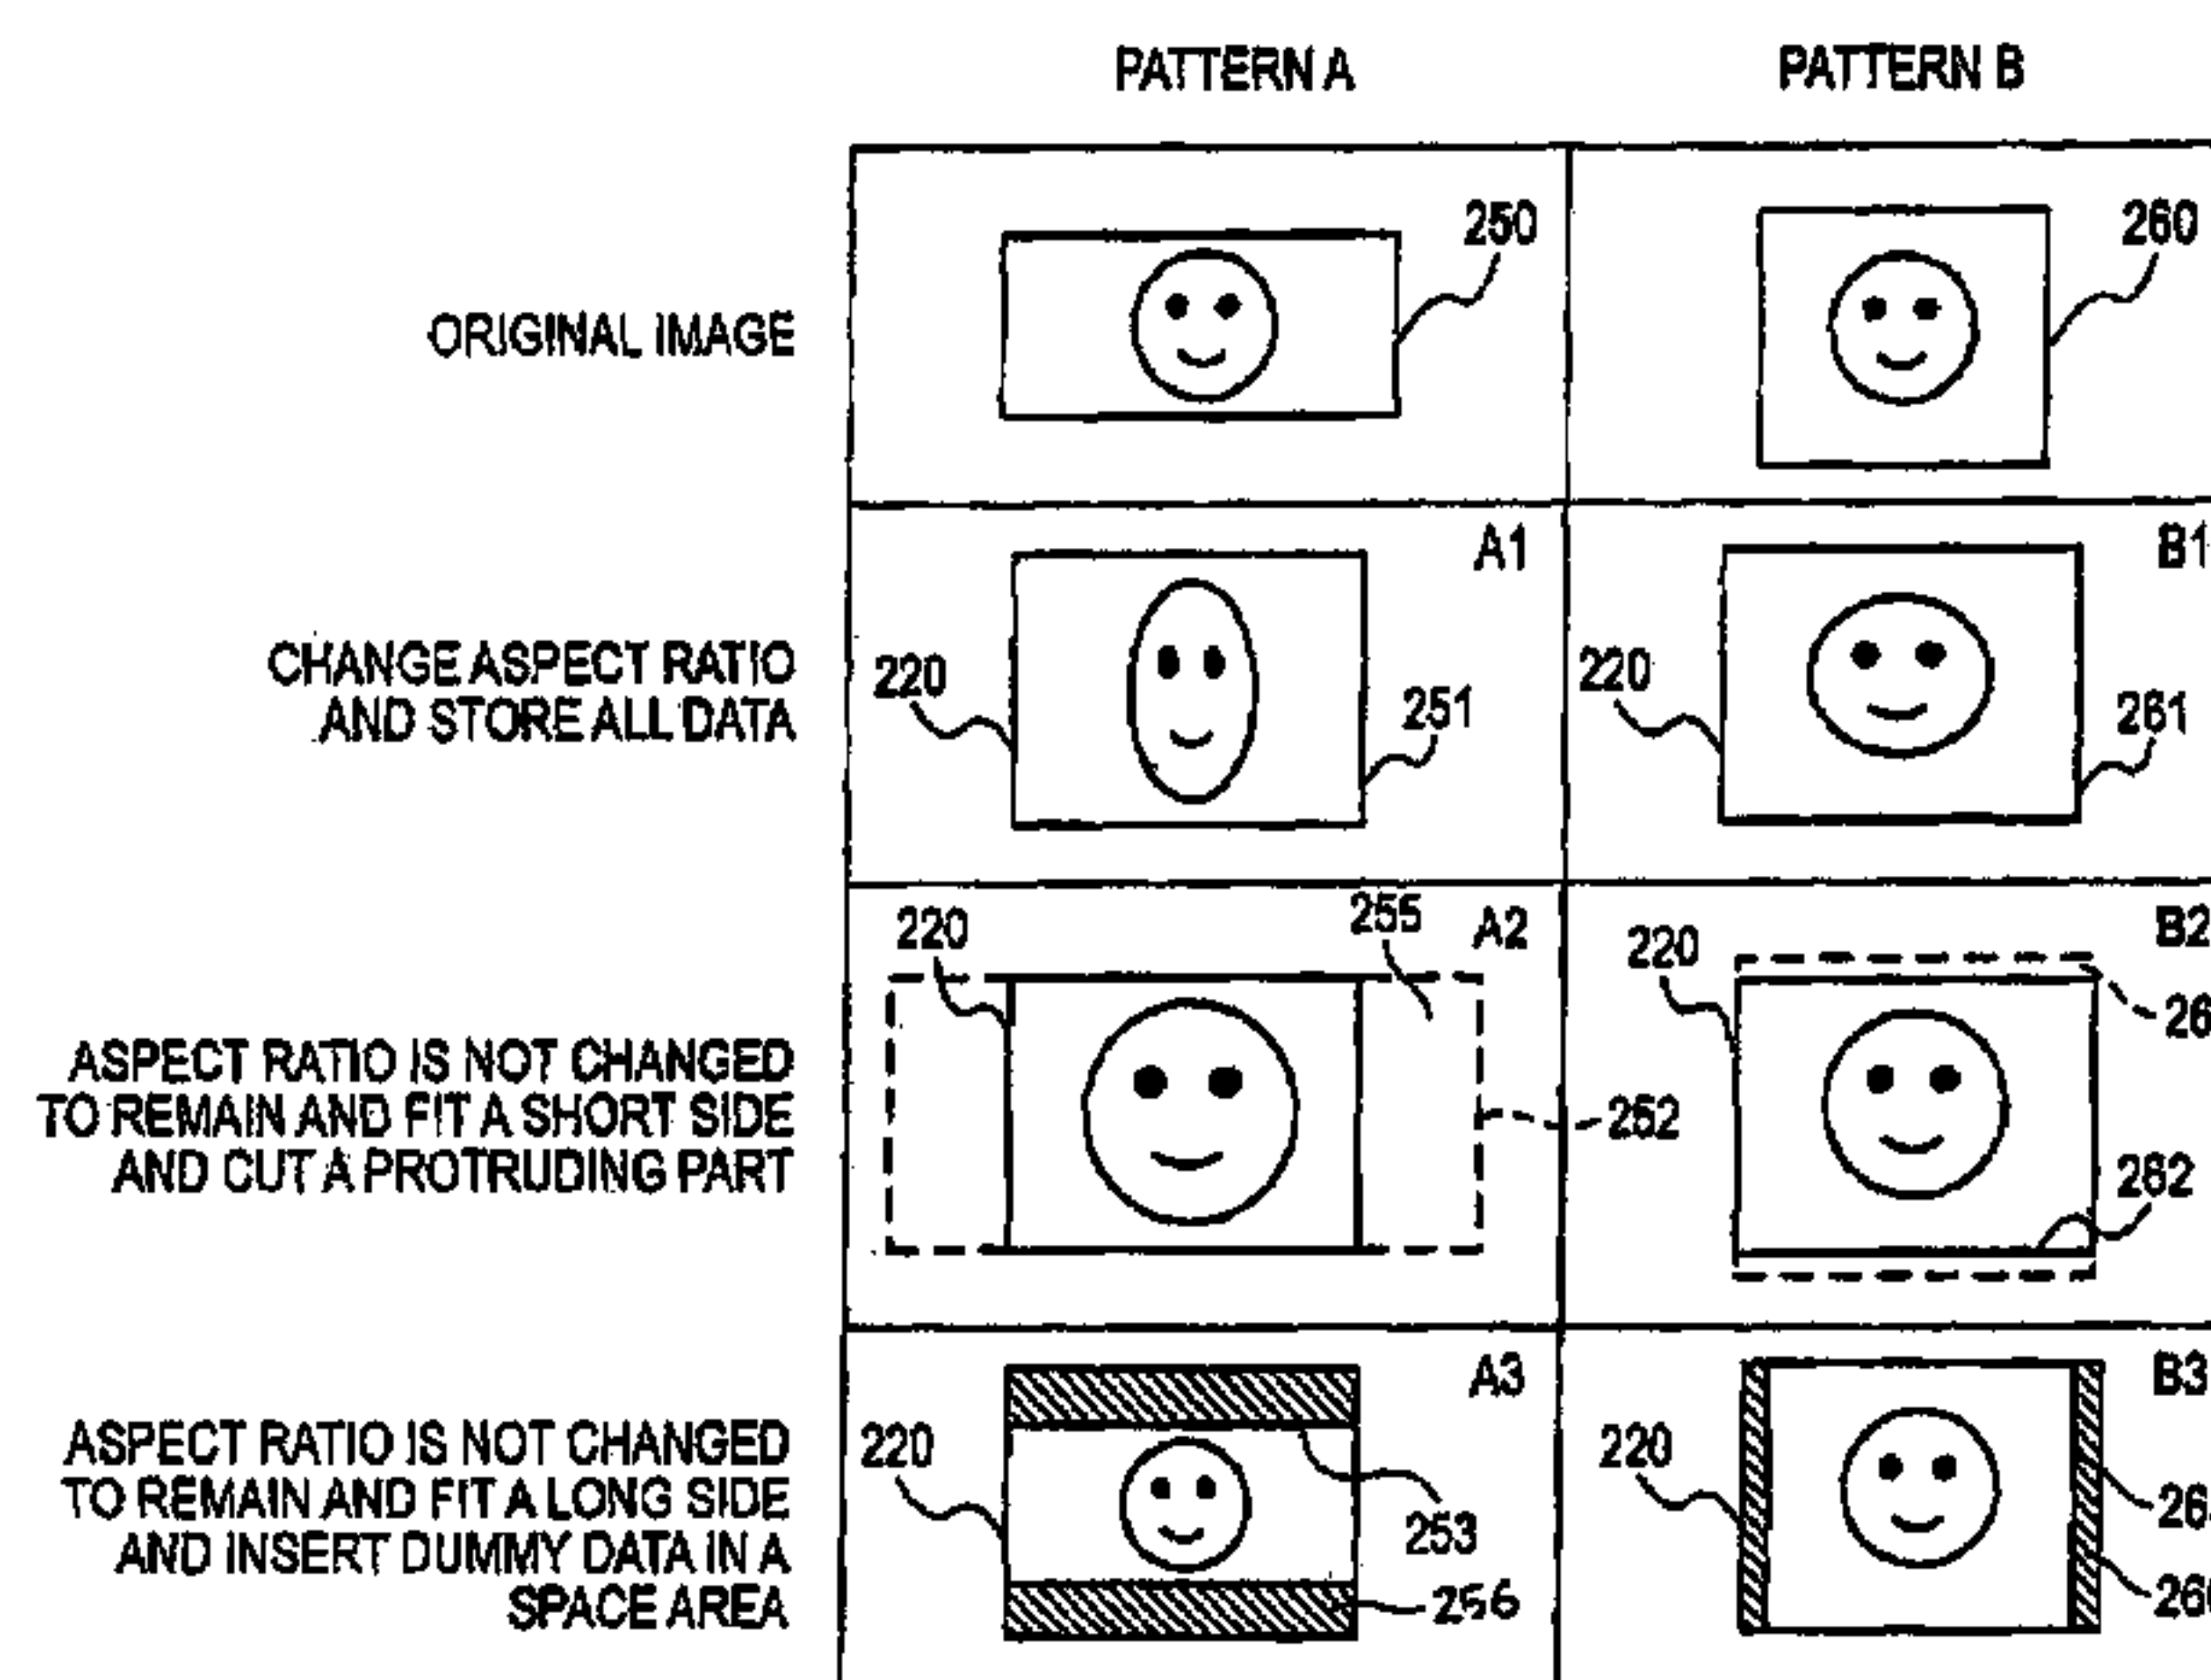 PATTERN A
PATTERN B
ORIGINAL IMAGE
250
260
CHANGE ASPECT RATIO
AND STORE ALL DATA
A1
220
251
B1
220
261
ASPECT RATIO IS NOT CHANGED
TO REMAIN AND FIT A SHORT SIDE
AND CUT A PROTRUDING PART
220
255
A2
252
220
B2
262
ASPECT RATIO IS NOT CHANGED
TO REMAIN AND FIT A LONG SIDE
AND INSERT DUMMY DATA IN A
SPACE AREA
A3
220
253
256
B3
220